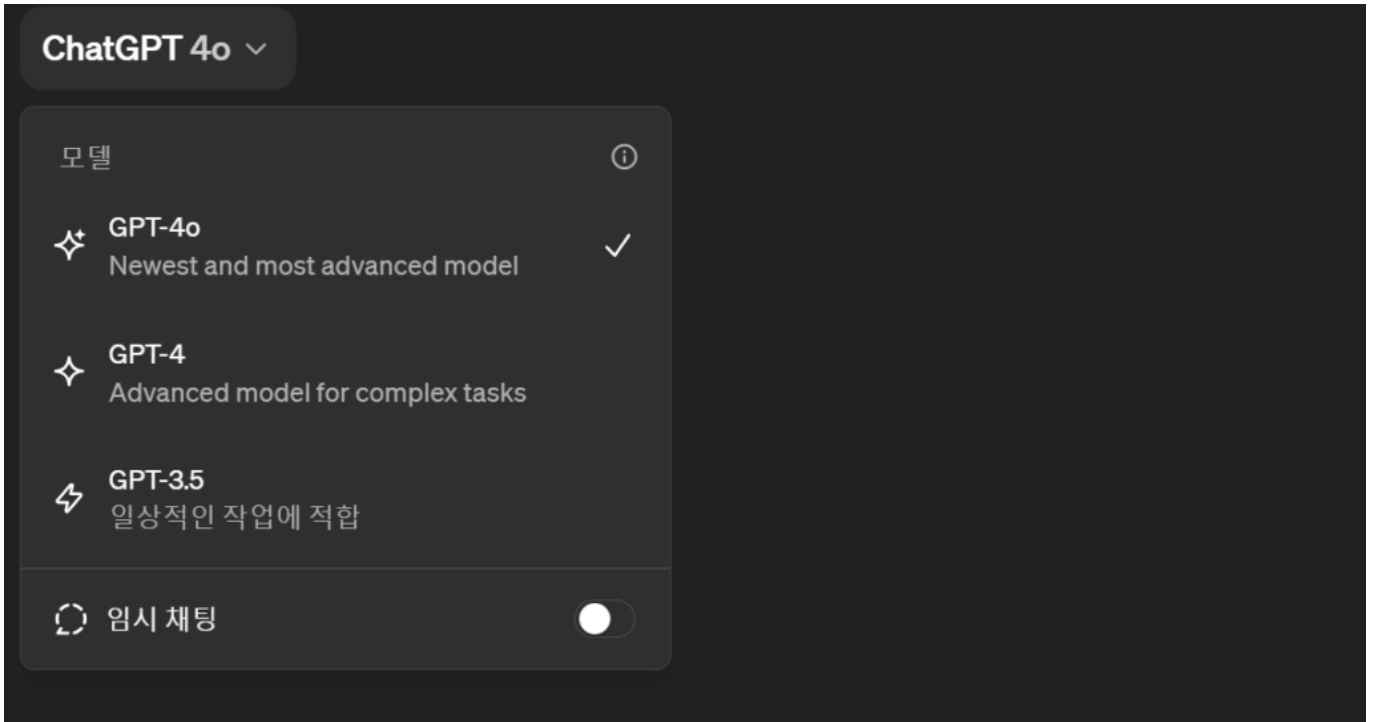 ChatGPT 4o
모델
GPT-4o
Newest and most advanced model
GPT-4
Advanced model for complex tasks
GPT-3.5
일상적인 작업에 적합
임시 채팅